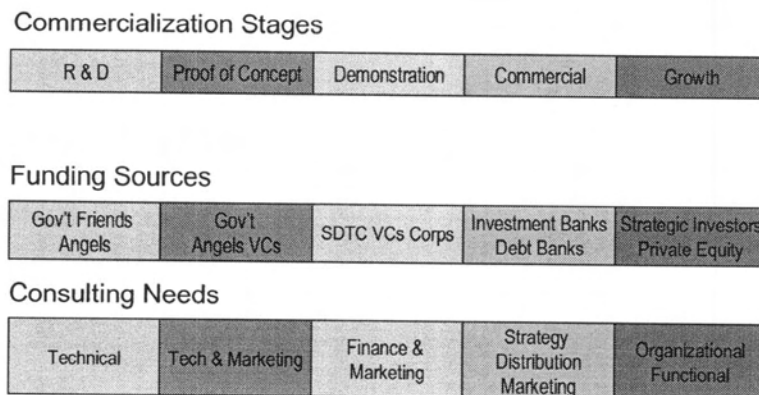 Commercialization Stages
R & D
Proof of Concept
Demonstration
Commercial
Growth
Funding Sources
Gov't Friends
Angels
Gov't
Angels VCs
SDTC VCs Corps
Investment Banks
Debt Banks
Strategic Investors
Private Equity
Consulting Needs
Technical
Tech & Marketing
Finance &
Marketing
Strategy
Distribution
Marketing
Organizational
Functional